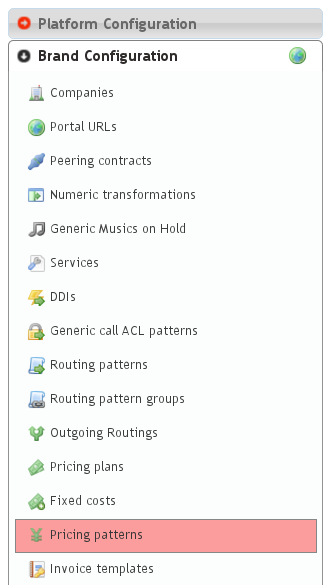 Platform Configuration
Brand Configuration
Companies
Portal URLs
Peering contracts
Numeric transformations
Generic Musics on Hold
Services
DDIs
Generic call ACL patterns
Routing patterns
Routing pattern groups
Outgoing Routings
Pricing plans
Fixed costs
Pricing patterns
Invoice templates